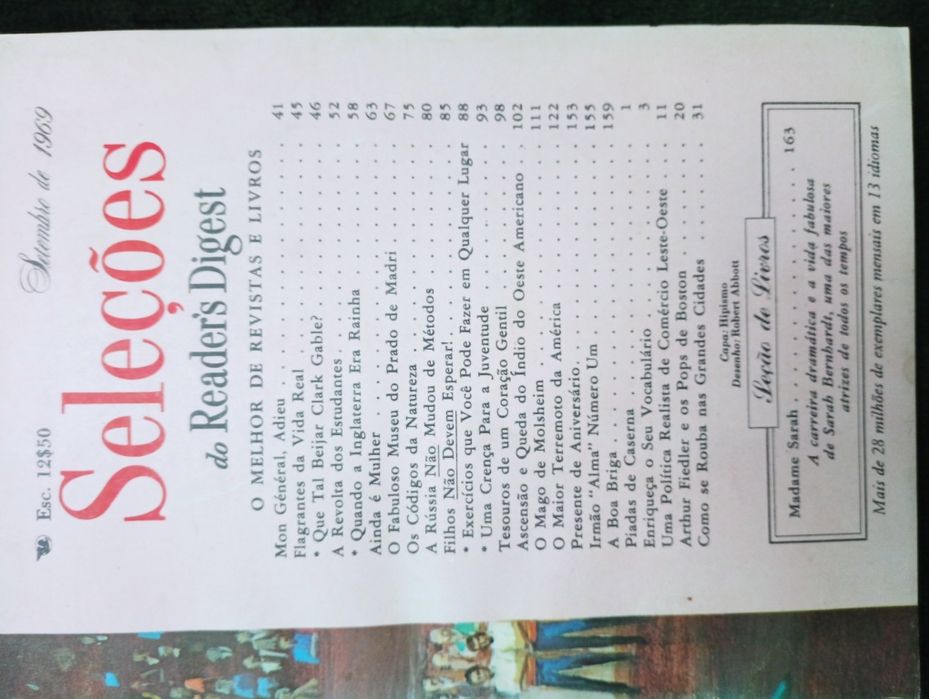 Esc. 12$50
Setembro de 1969
Seleções
do Reader's Digest
O MELHOR DE REVISTAS E LIVROS
Mon Général, Adieu . . . . . 41
Flagrantes da Vida Real . . . . . 45
• Que Tal Beijar Clark Gable? . . . . . 46
A Revolta dos Estudantes . . . . . 52
• Quando a Inglaterra Era Rainha . . . . . 58
Ainda é Mulher . . . . . 63
O Fabuloso Museu do Prado de Madri . . . . . 67
Os Códigos da Natureza . . . . . 75
A Rússia Não Mudou de Métodos . . . . . 80
Filhos Não Devem Esperar! . . . . . 85
• Exercícios que Você Pode Fazer em Qualquer Lugar 88
• Uma Crença Para a Juventude . . . . . 93
Tesouros de um Coração Gentil . . . . . 98
Ascensão e Queda do Índio do Oeste Americano . . 102
O Mago de Molsheim . . . . . 111
O Maior Terremoto da América . . . . . 122
Presente de Aniversário . . . . . 153
Irmão "Alma" Número Um . . . . . 155
A Boa Briga . . . . . 159
Piadas de Caserna . . . . . 1
Enriqueça o Seu Vocabulário . . . . . 3
Uma Política Realista de Comércio Leste-Oeste . . 11
Arthur Fiedler e os Pops de Boston . . . . . 20
Como se Rouba nas Grandes Cidades . . . . . 31
Capa: Hipismo
Desenho: Robert Abbott
Seção de Livros
Madame Sarah . . . . . 163
A carreira dramática e a vida fabulosa
de Sarah Bernhardt, uma das maiores
atrizes de todos os tempos
Mais de 28 milhões de exemplares mensais em 13 idiomas